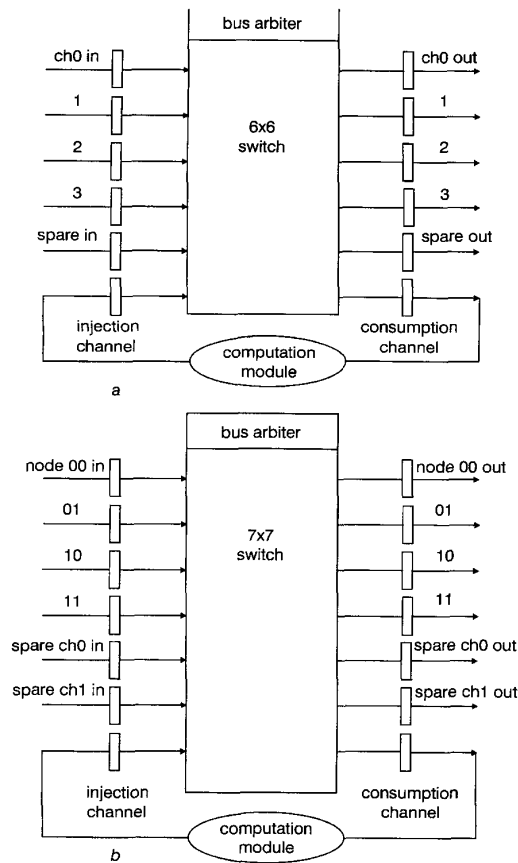 bus arbiter
ch0 in
ch0 out
1
1
6x6
switch
2
2
3
3
spare in
spare out
injection
channel
consumption
channel
computation
module
a
bus arbiter
node 00 in
node 00 out
01
01
7x7
switch
10
10
11
11
spare ch0 in
spare ch0 out
spare ch1 in
spare ch1 out
injection
channel
consumption
channel
computation
module
b